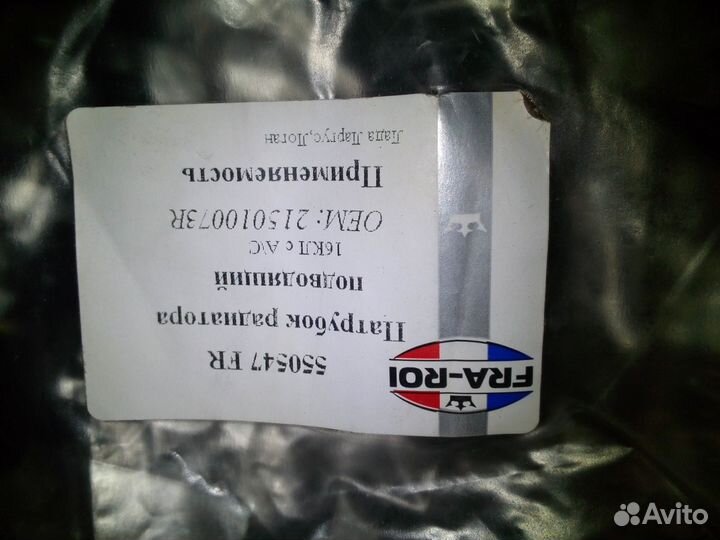 FRA-ROI
550547 FR
Патрубок радиатора
подводящий
16КЛ с А\С
OEM: 215010073R
Применяемость
Лада Ларгус,Логан
Avito